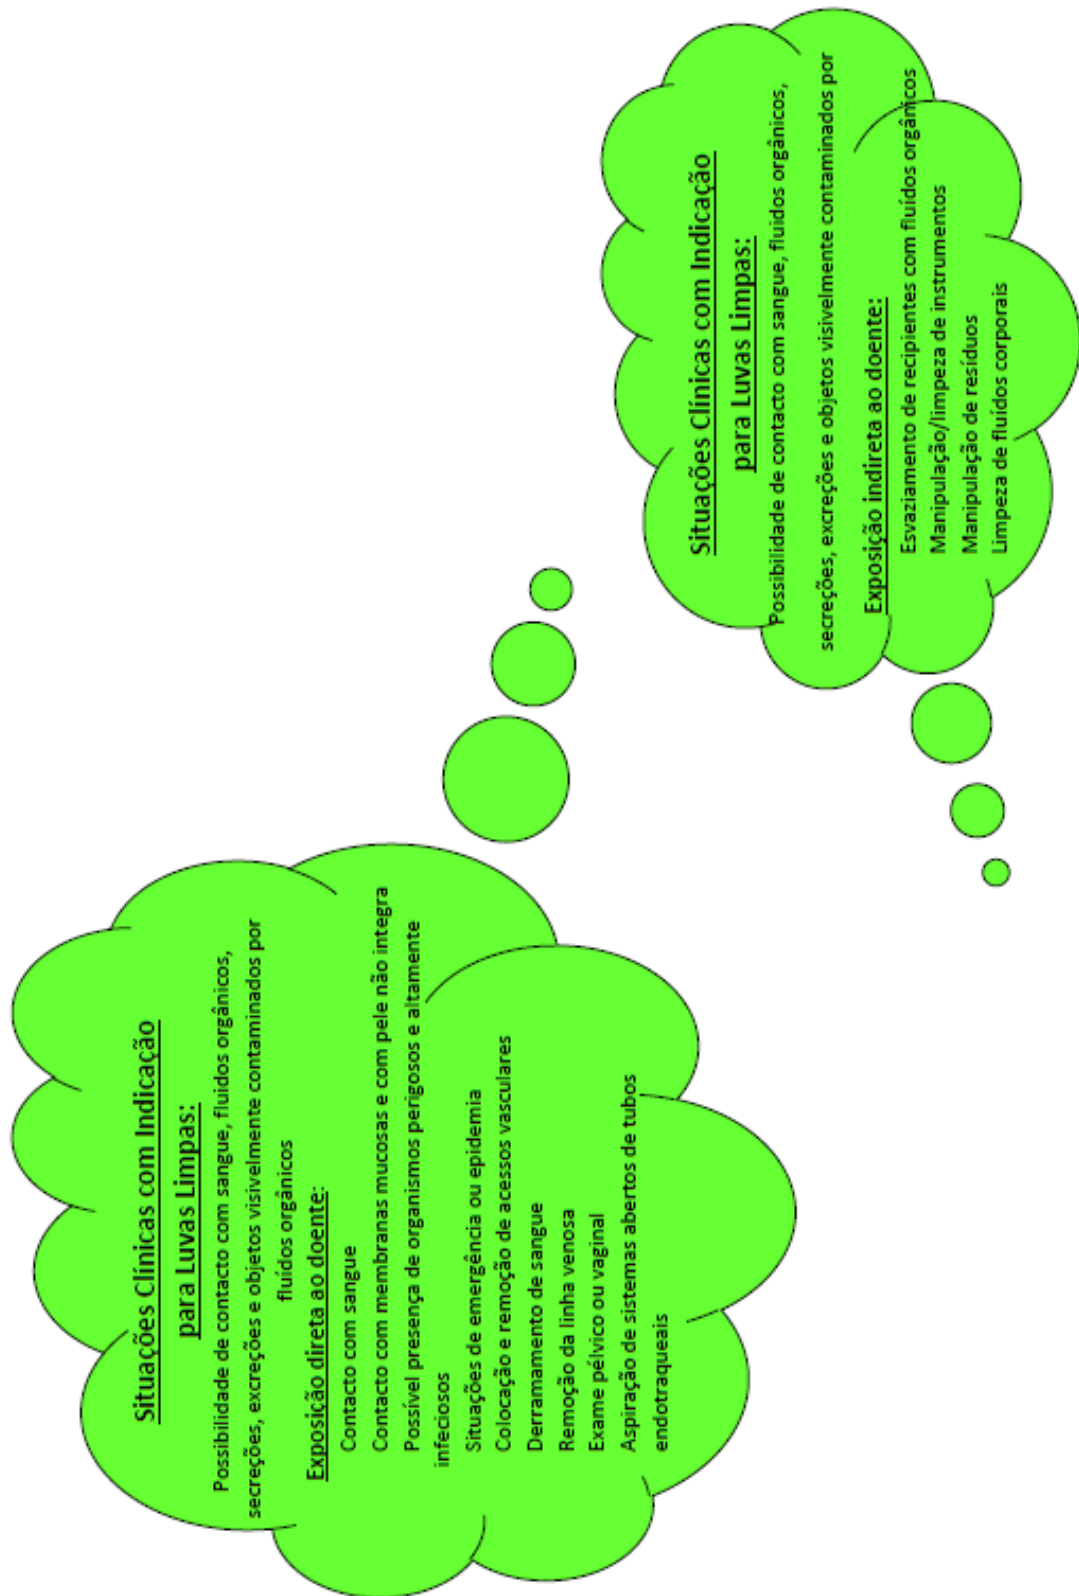 Situações Clínicas com Indicação
para Luvas Limpas:
Possibilidade de contacto com sangue, fluidos orgânicos,
secreções, excreções e objetos visivelmente contaminados por
fluídos orgânicos
Exposição direta ao doente:
Contacto com sangue
Contacto com membranas mucosas e com pele não integra
Possível presença de organismos perigosos e altamente
infeciosos
Situações de emergência ou epidemia
Colocação e remoção de acessos vasculares
Derramamento de sangue
Remoção da linha venosa
Exame pélvico ou vaginal
Aspiração de sistemas abertos de tubos
endotraqueais
Situações Clínicas com Indicação
para Luvas Limpas:
Possibilidade de contacto com sangue, fluidos orgânicos,
secreções, excreções e objetos visivelmente contaminados por
Exposição indireta ao doente:
Esvaziamento de recipientes com fluídos orgânicos
Manipulação/limpeza de instrumentos
Manipulação de resíduos
Limpeza de fluídos corporais